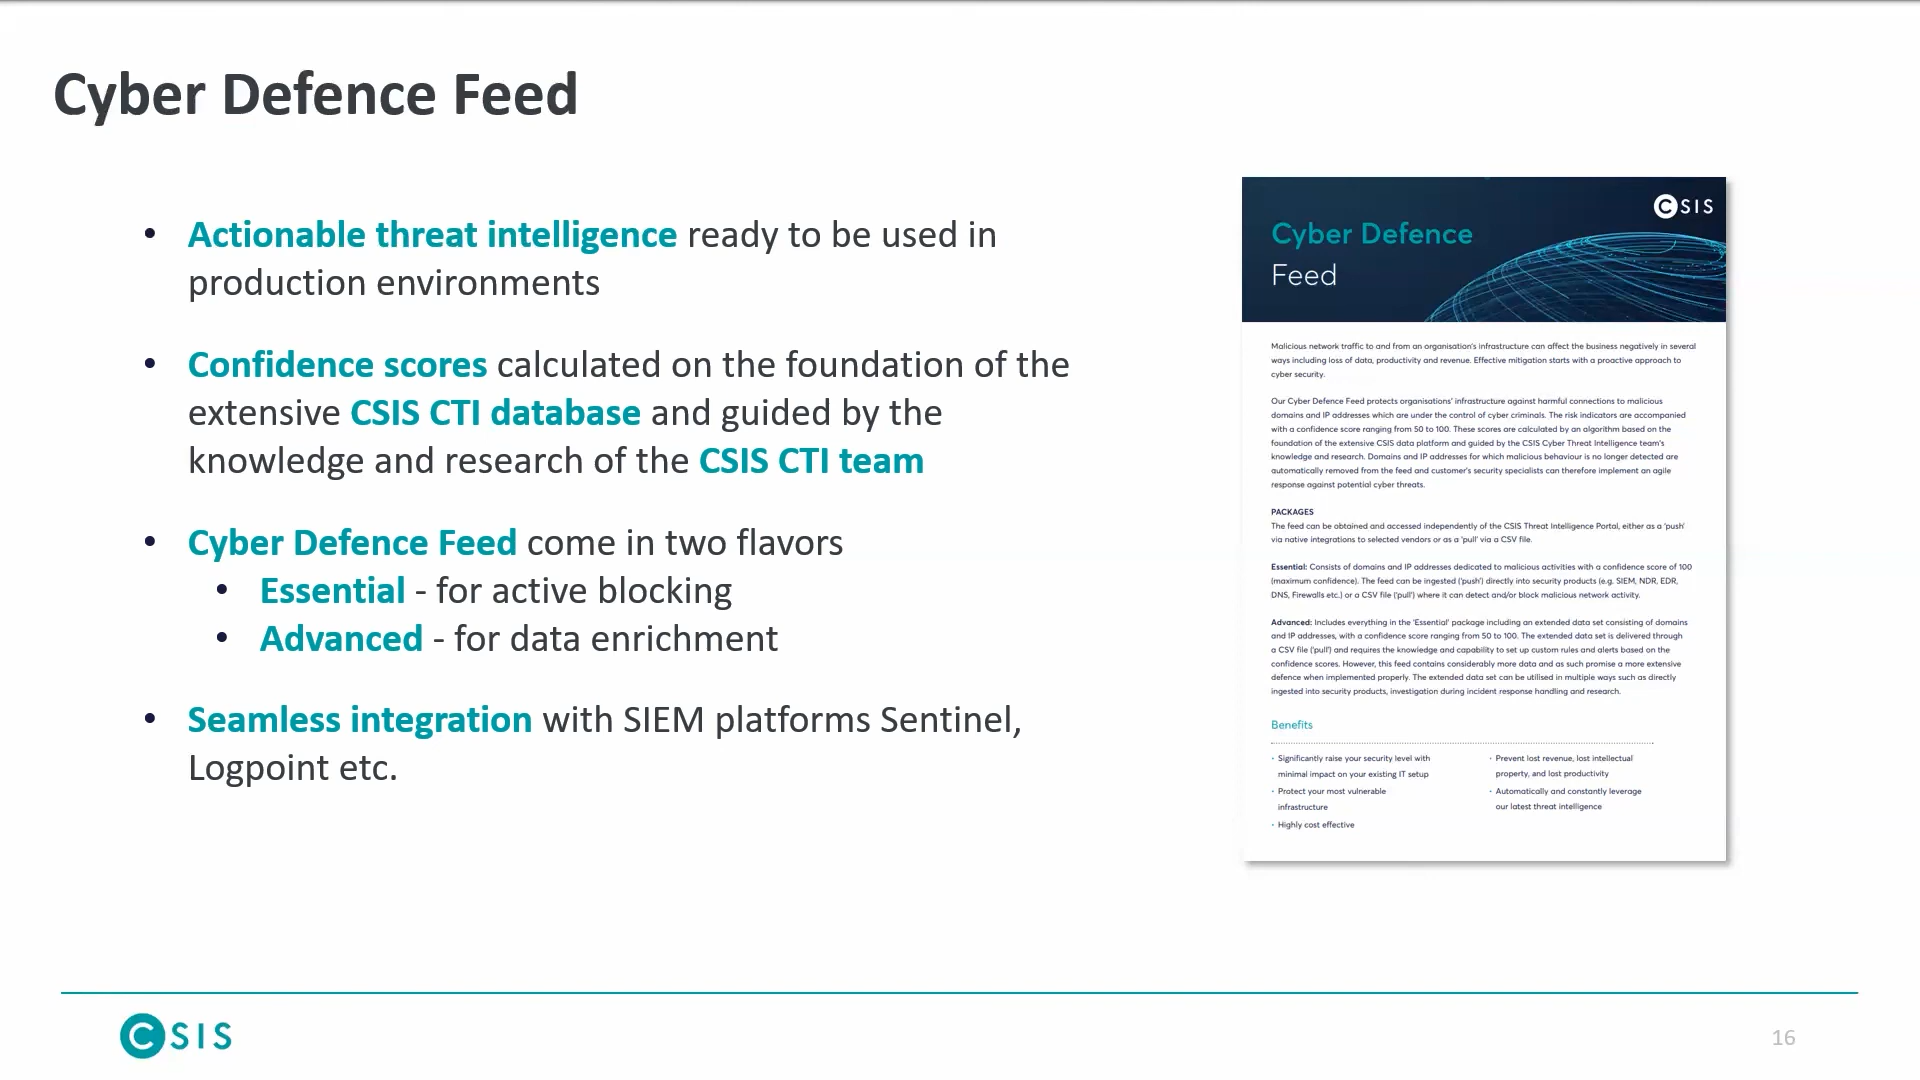 Cyber Defence Feed
• Actionable threat intelligence ready to be used in
production environments
• Confidence scores calculated on the foundation of the
extensive CSIS CTI database and guided by the
knowledge and research of the CSIS CTI team
• Cyber Defence Feed come in two flavors
• Essential - for active blocking
• Advanced - for data enrichment
• Seamless integration with SIEM platforms Sentinel,
Logpoint etc.
CSIS
Cyber Defence
Feed
Malicious network traffic to and from an organisation's infrastructure can affect the business negatively in several
ways including loss of data, productivity and revenue. Effective mitigation starts with a proactive approach to
cyber security.
Our Cyber Defence Feed protects organisations' infrastructure against harmful connections to malicious
domains and IP addresses which are under the control of cyber criminals. The risk indicators are accompanied
with a confidence score ranging from 50 to 100. These scores are calculated by an algorithm based on the
foundation of the extensive CSIS data platform and guided by the CSIS Cyber Threat Intelligence team's
knowledge and research. Domains and IP addresses for which malicious behaviour is no longer detected are
automatically removed from the feed and customer's security specialists can therefore implement an agile
response against potential cyber threats.
PACKAGES
The feed can be obtained and accessed independently of the CSIS Threat Intelligence Portal, either as a 'push'
via native integrations to selected vendors or as a 'pull' via a CSV file.
Essential: Consists of domains and IP addresses dedicated to malicious activities with a confidence score of 100
(maximum confidence). The feed can be ingested ('push') directly into security products (e.g. SIEM, NDR, EDR,
DNS, Firewalls etc.) or a CSV file ('pull') where it can detect and/or block malicious network activity.
Advanced: Includes everything in the 'Essential' package including an extended data set consisting of domains
and IP addresses, with a confidence score ranging from 50 to 100. The extended data set is delivered through
a CSV file ('pull') and requires the knowledge and capability to set up custom rules and alerts based on the
confidence scores. However, this feed contains considerably more data and as such promise a more extensive
defence when implemented properly. The extended data set can be utilised in multiple ways such as directly
ingested into security products, investigation during incident response handling and research.
Benefits
• Significantly raise your security level with
minimal impact on your existing IT setup
• Protect your most vulnerable
infrastructure
• Highly cost effective
• Prevent lost revenue, lost intellectual
property, and lost productivity
• Automatically and constantly leverage
our latest threat intelligence
CSIS
16